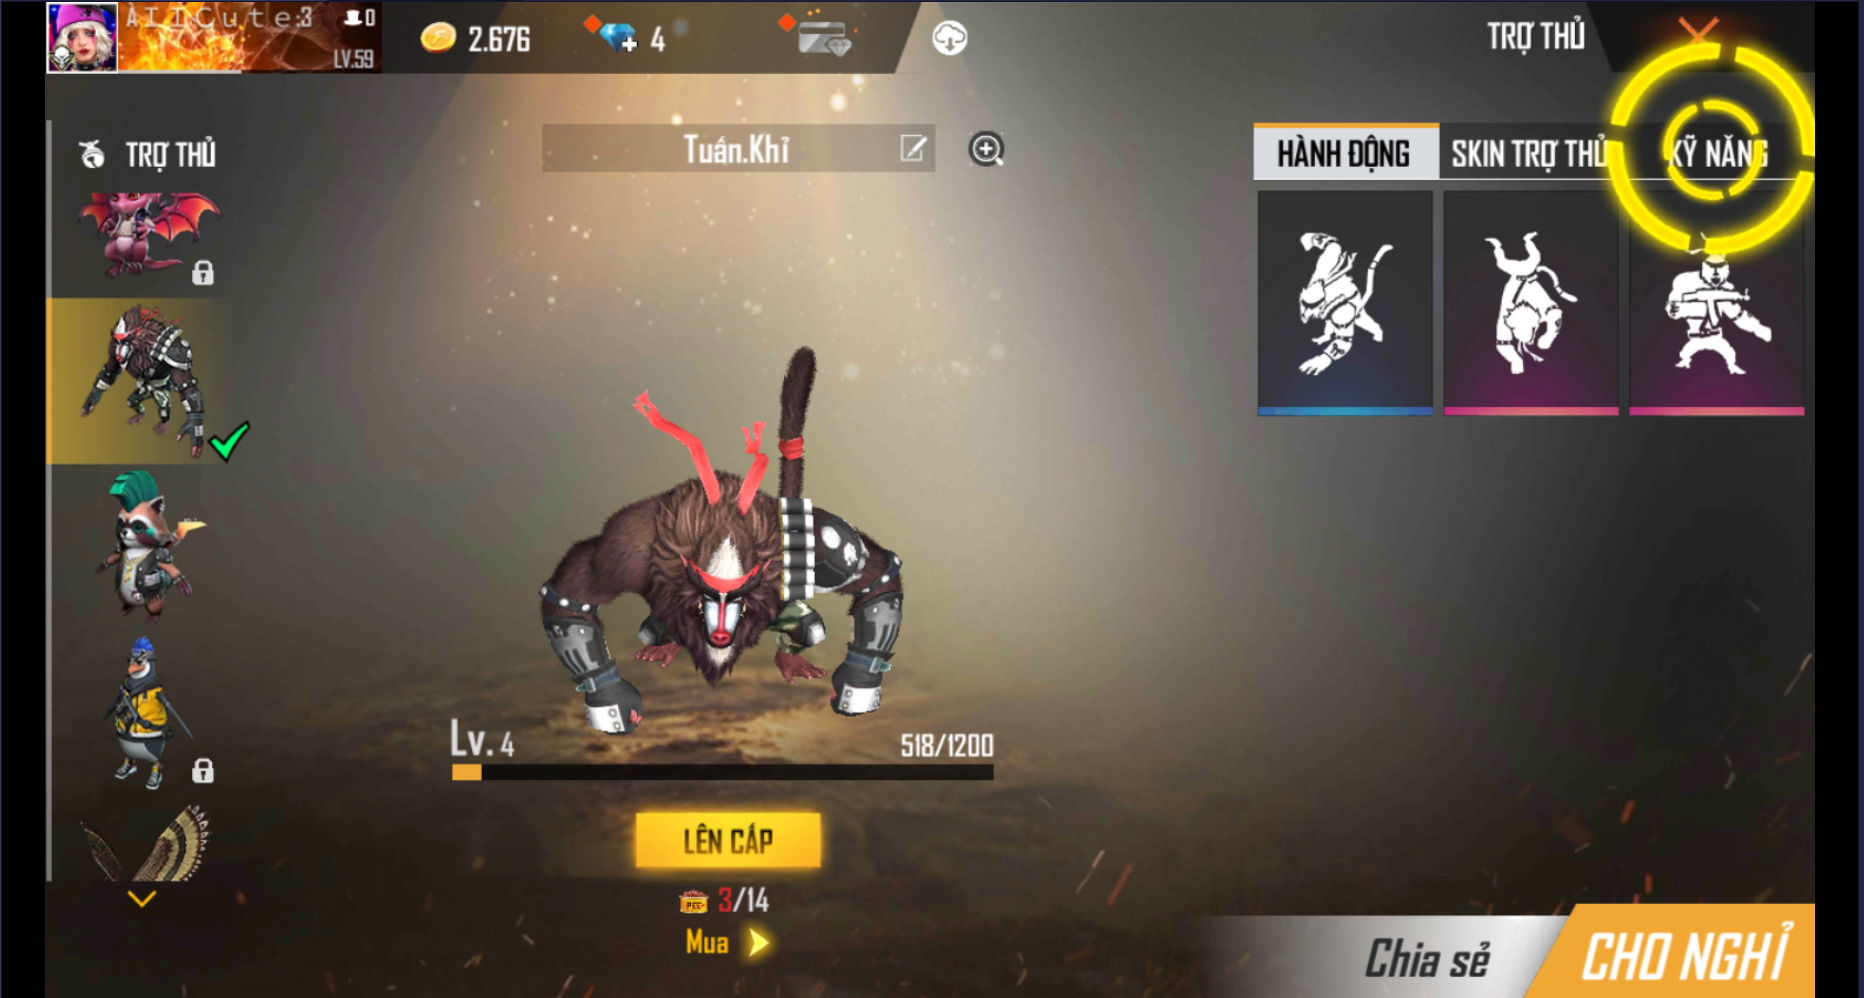 ÀIICute:3
0
LV.59
2.676
4
TRỢ THỦ
TRỢ THỦ
Tuấn.Khỉ
HÀNH ĐỘNG
SKIN TRỢ THỦ
KỸ NĂNG
Lv. 4
518/1200
LÊN CẤP
3/14
Mua
Chia sẻ
CHO NGHỈ